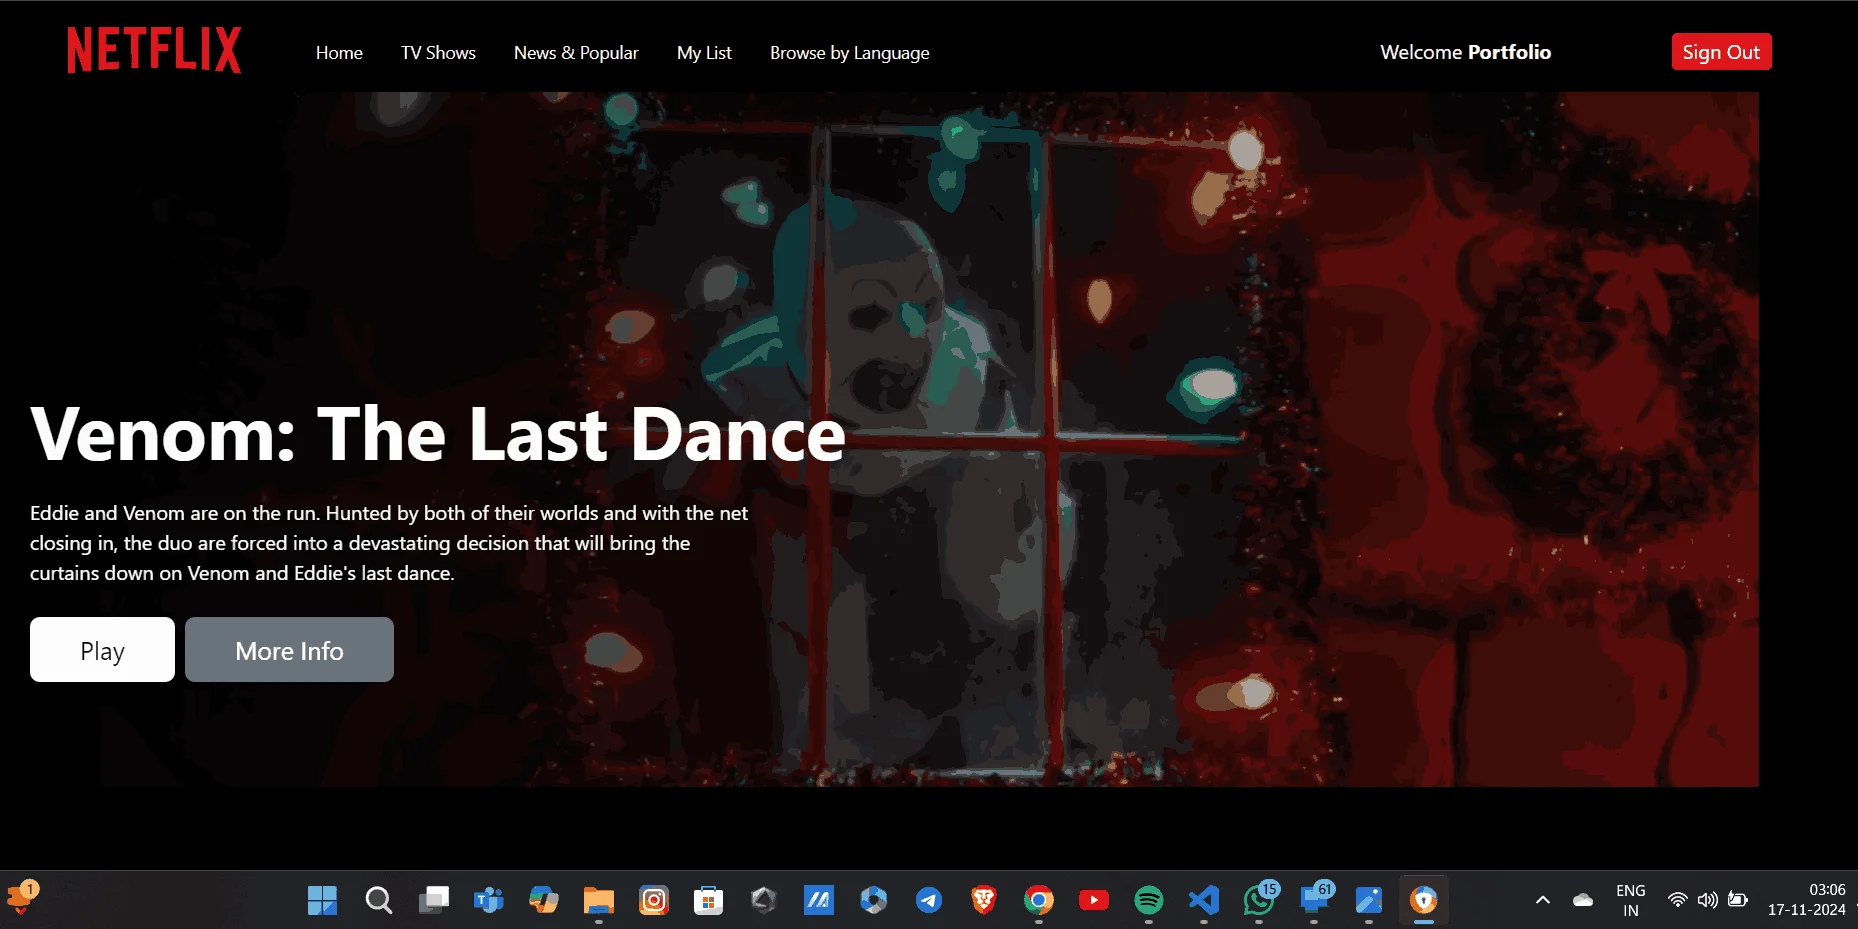 NETFLIX
Home
TV Shows
News & Popular
My List
Browse by Language
Welcome Portfolio
Sign Out
Venom: The Last Dance
Eddie and Venom are on the run. Hunted by both of their worlds and with the net
closing in, the duo are forced into a devastating decision that will bring the
curtains down on Venom and Eddie's last dance.
Play
More Info
1
15
61
ENG
IN
03:06
17-11-2024